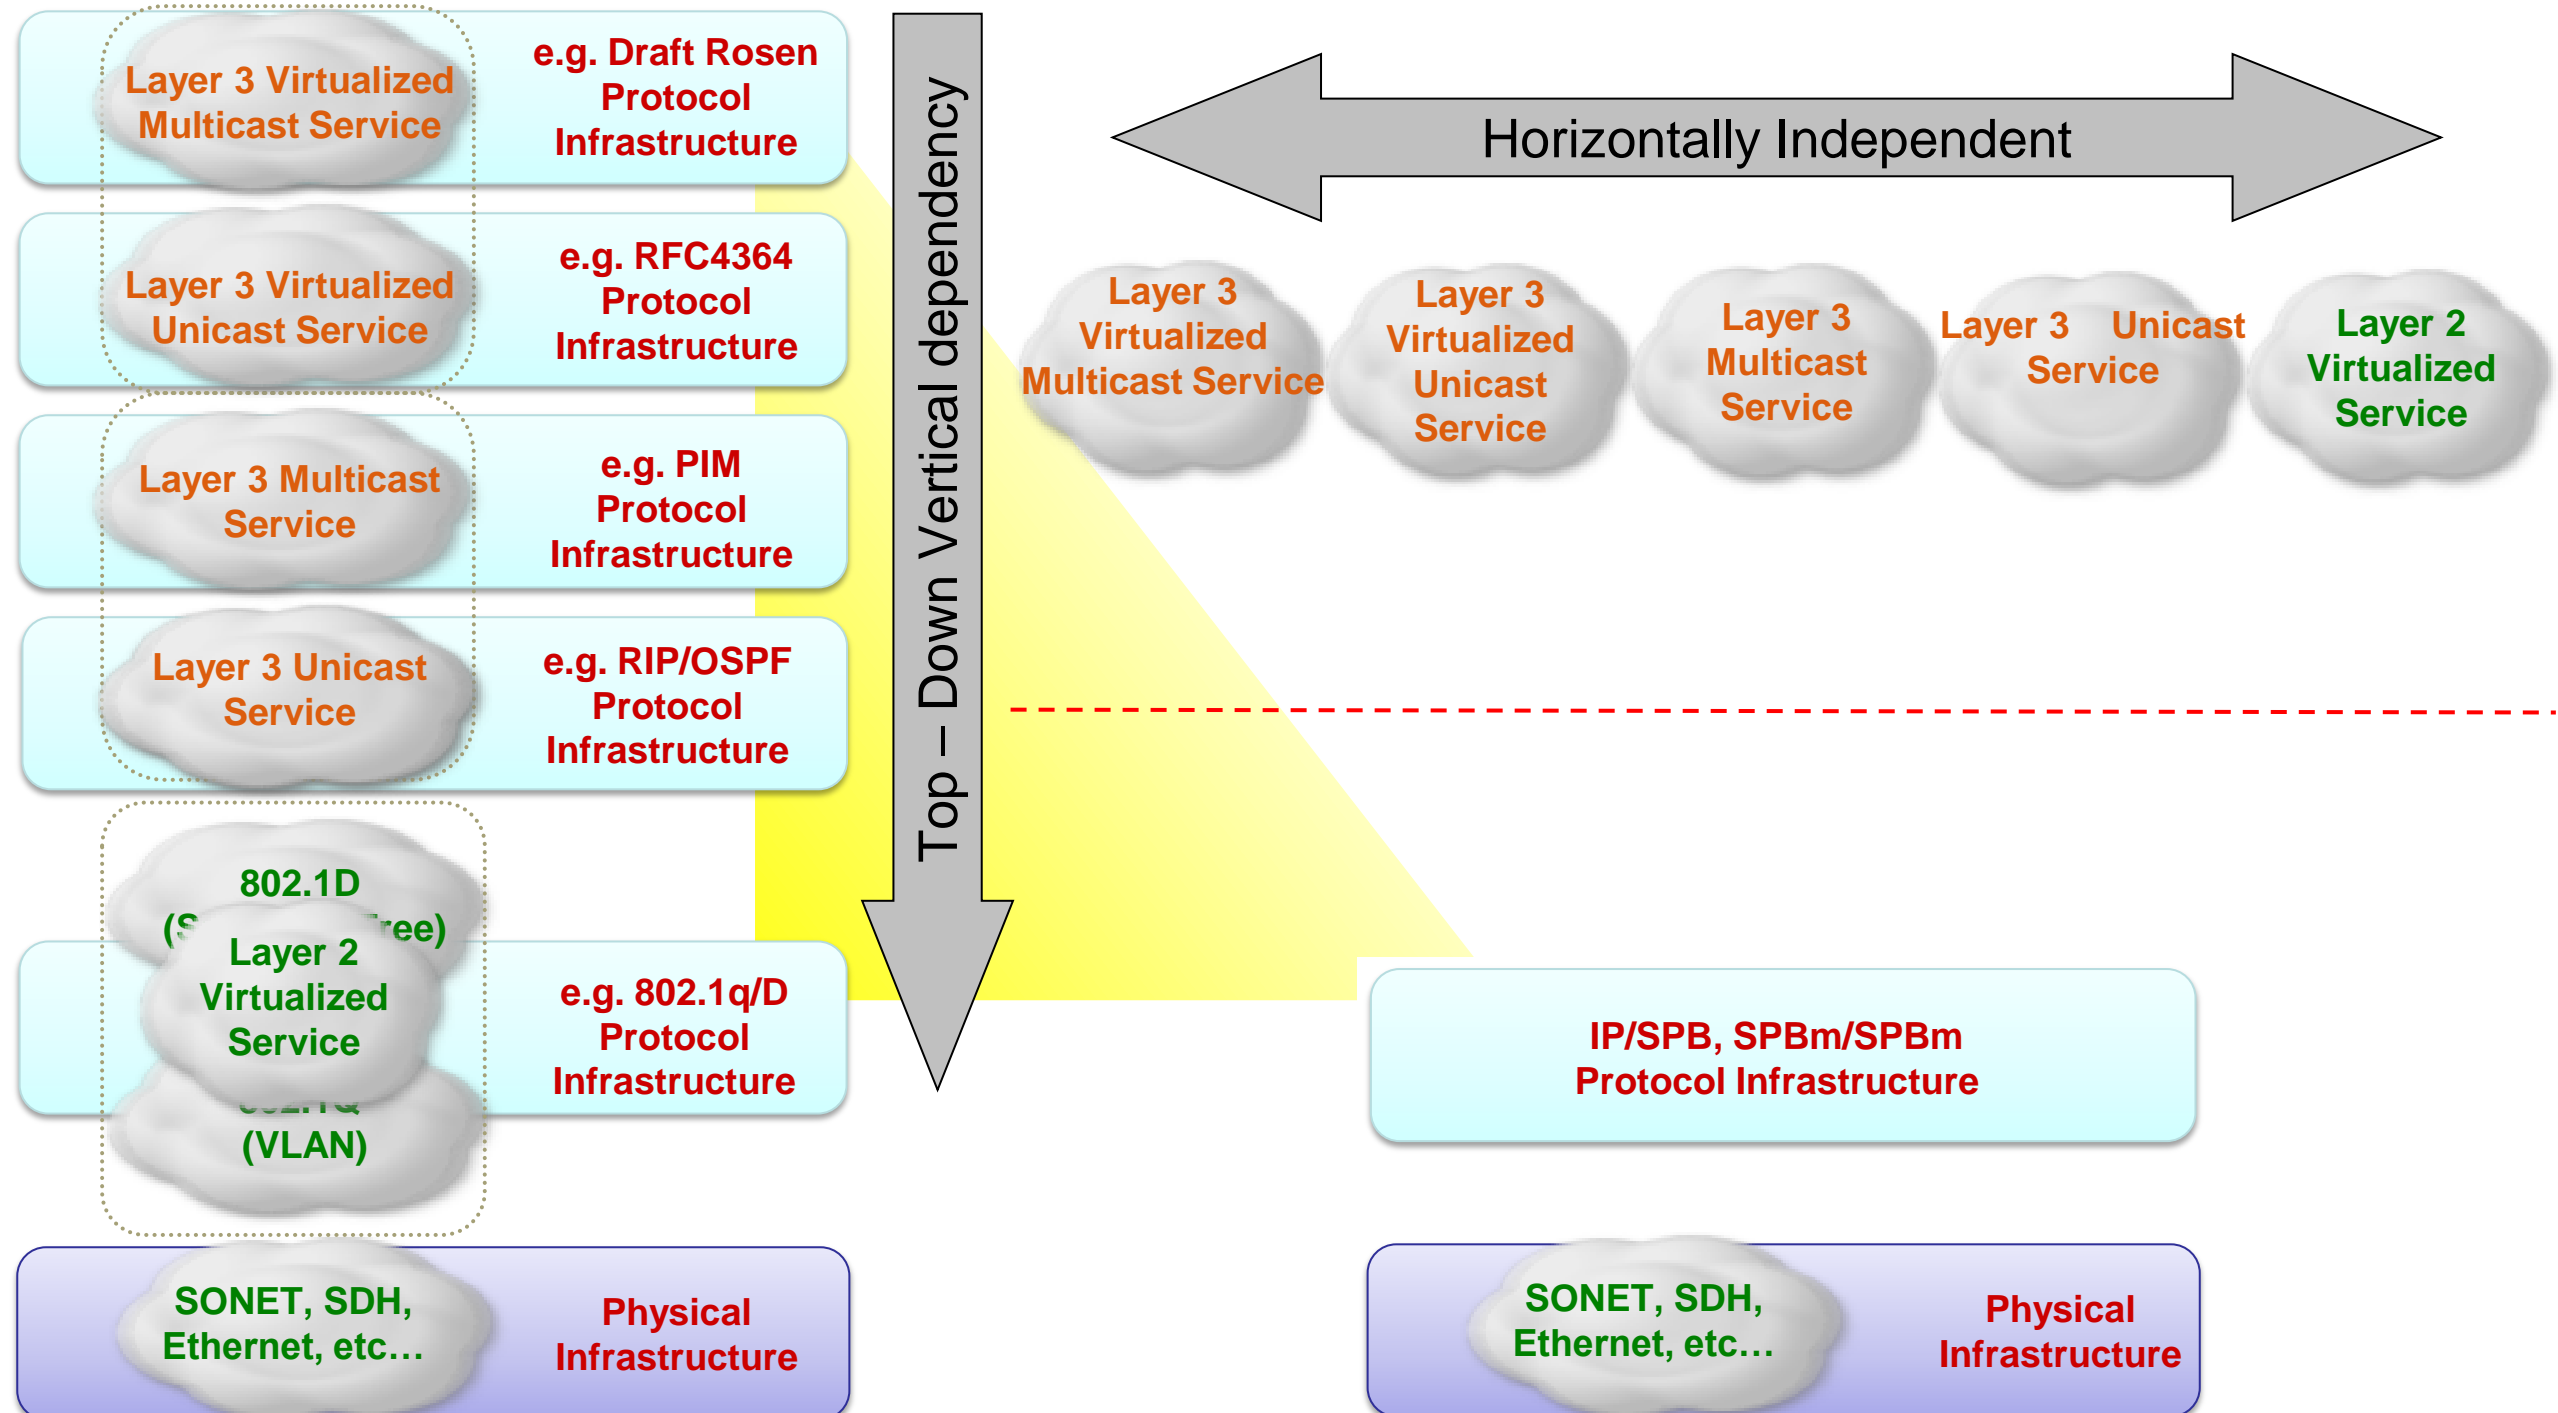 Layer 3 Virtualized
Multicast Service
e.g. Draft Rosen
Protocol
Infrastructure
Layer 3 Virtualized
Unicast Service
e.g. RFC4364
Protocol
Infrastructure
Layer 3 Multicast
Service
e.g. PIM
Protocol
Infrastructure
Layer 3 Unicast
Service
e.g. RIP/OSPF
Protocol
Infrastructure
802.1D
Layer 2
Virtualized
Service
(VLAN)
e.g. 802.1q/D
Protocol
Infrastructure
SONET, SDH,
Ethernet, etc…
Physical
Infrastructure
Top – Down Vertical dependency
Horizontally Independent
Layer 3
Virtualized
Multicast Service
Layer 3
Virtualized
Unicast
Service
Layer 3
Multicast
Service
Layer 3 Unicast
Service
Layer 2
Virtualized
Service
IP/SPB, SPBm/SPBm
Protocol Infrastructure
SONET, SDH,
Ethernet, etc…
Physical
Infrastructure